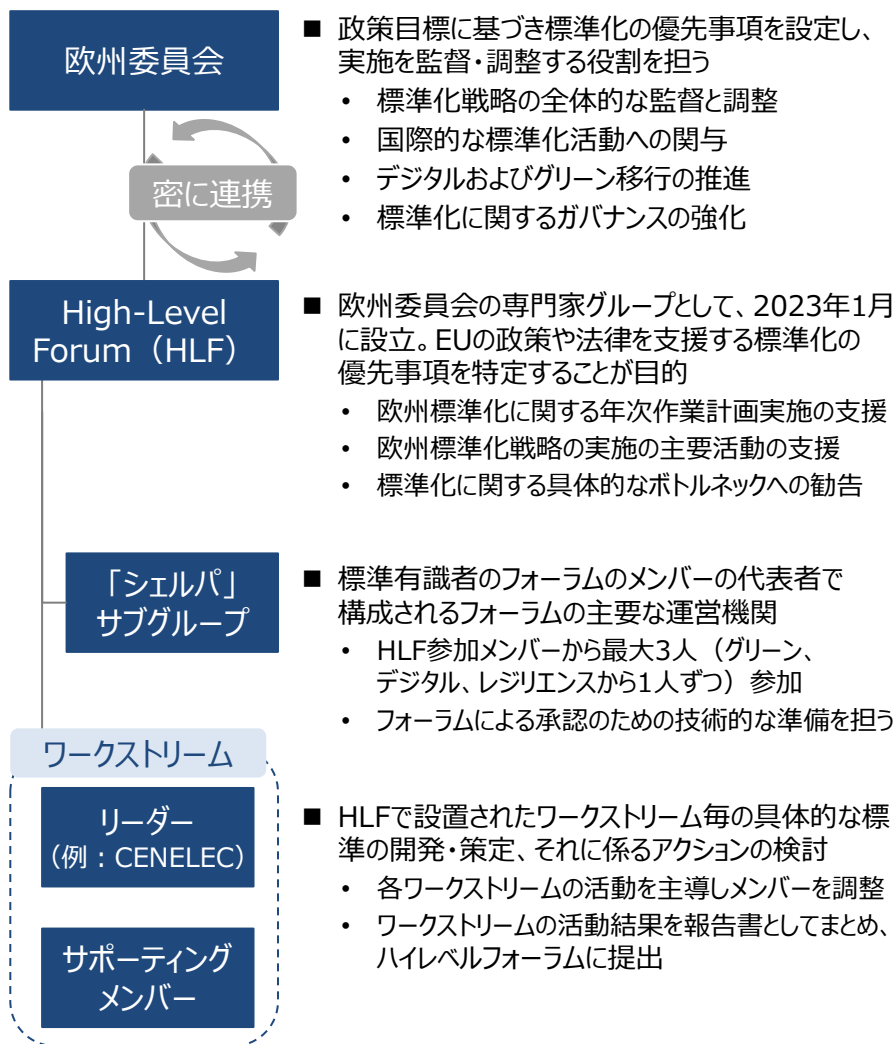 欧州委員会
■ 政策目標に基づき標準化の優先事項を設定し、
実施を監督・調整する役割を担う
• 標準化戦略の全体的な監督と調整
• 国際的な標準化活動への関与
• デジタルおよびグリーン移行の推進
• 標準化に関するガバナンスの強化
密に連携
High-Level
Forum（HLF）
■ 欧州委員会の専門家グループとして、2023年1月
に設立。EUの政策や法律を支援する標準化の
優先事項を特定することが目的
• 欧州標準化に関する年次作業計画実施の支援
• 欧州標準化戦略の実施の主要活動の支援
• 標準化に関する具体的なボトルネックへの勧告
「シェルパ」
サブグループ
■ 標準有識者のフォーラムのメンバーの代表者で
構成されるフォーラムの主要な運営機関
• HLF参加メンバーから最大3人（グリーン、
デジタル、レジリエンスから1人ずつ）参加
• フォーラムによる承認のための技術的な準備を担う
ワークストリーム
リーダー
（例：CENELEC）
サポーティング
メンバー
■ HLFで設置されたワークストリーム毎の具体的な標
準の開発・策定、それに係るアクションの検討
• 各ワークストリームの活動を主導しメンバーを調整
• ワークストリームの活動結果を報告書としてまとめ、
ハイレベルフォーラムに提出